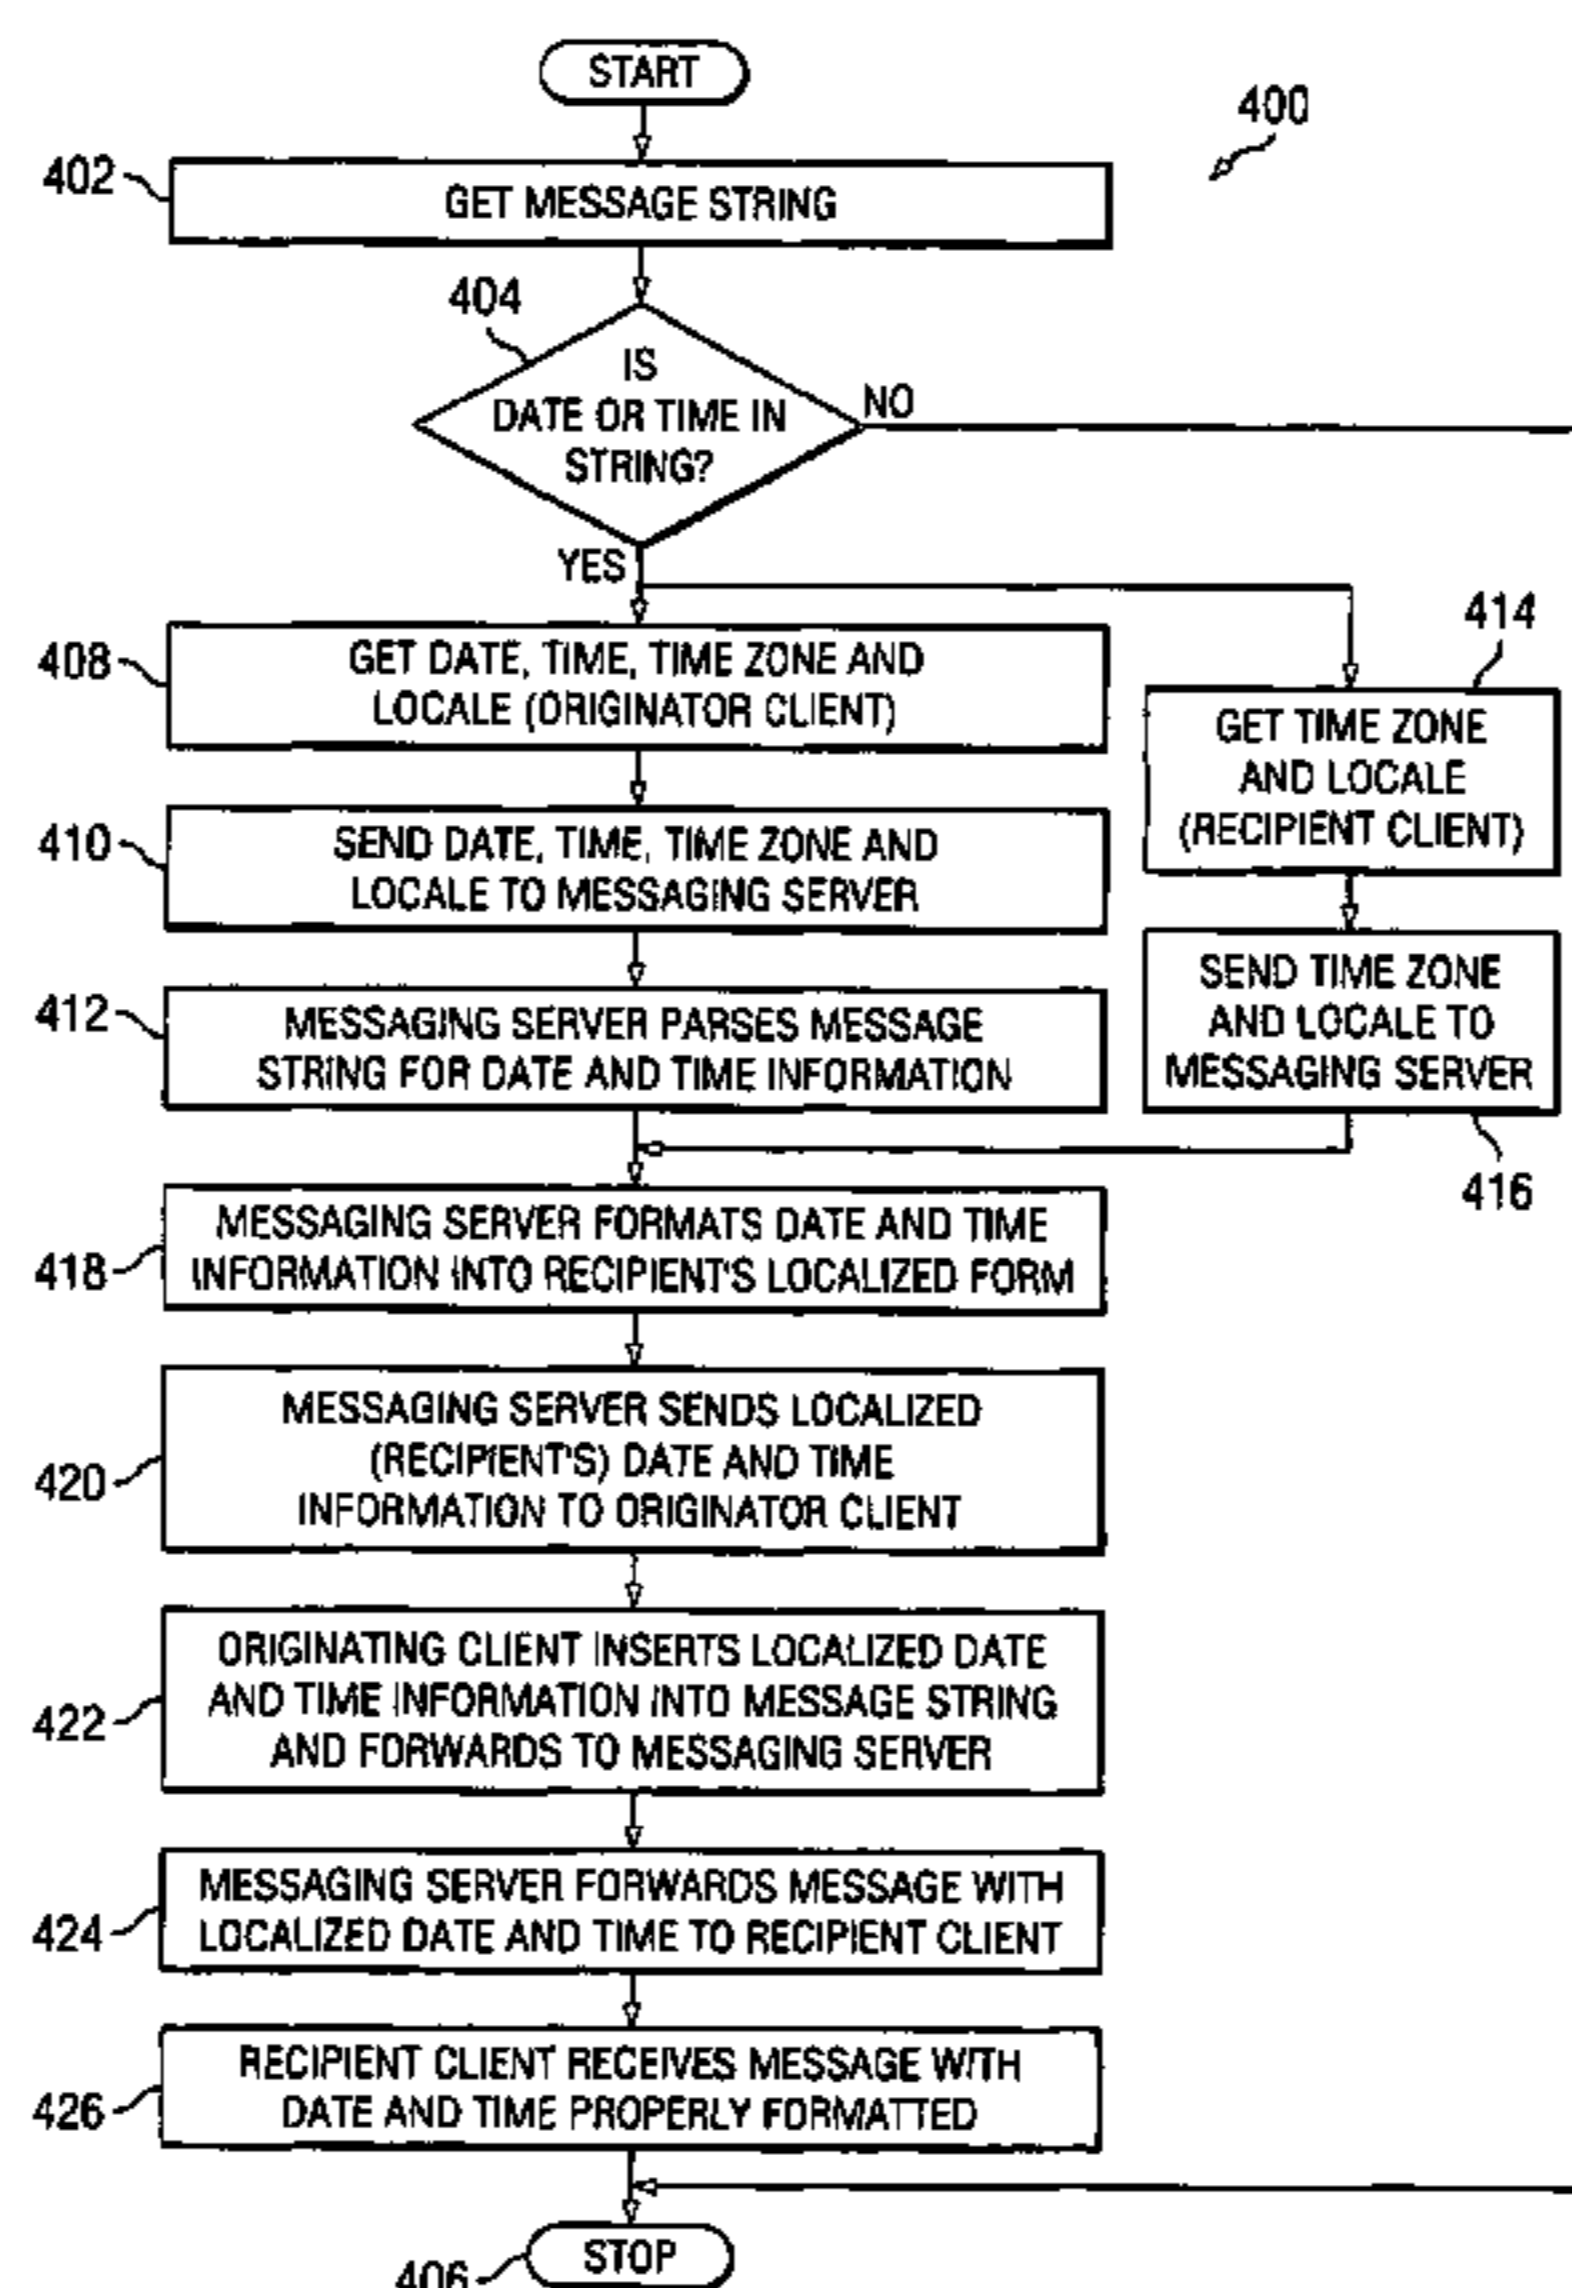 START
400
402
GET MESSAGE STRING
404
IS
DATE OR TIME IN
STRING?
NO
YES
408
GET DATE, TIME, TIME ZONE AND
LOCALE (ORIGINATOR CLIENT)
414
GET TIME ZONE
AND LOCALE
(RECIPIENT CLIENT)
410
SEND DATE, TIME, TIME ZONE AND
LOCALE TO MESSAGING SERVER
SEND TIME ZONE
AND LOCALE TO
MESSAGING SERVER
416
412
MESSAGING SERVER PARSES MESSAGE
STRING FOR DATE AND TIME INFORMATION
418
MESSAGING SERVER FORMATS DATE AND TIME
INFORMATION INTO RECIPIENT'S LOCALIZED FORM
420
MESSAGING SERVER SENDS LOCALIZED
(RECIPIENT'S) DATE AND TIME
INFORMATION TO ORIGINATOR CLIENT
422
ORIGINATING CLIENT INSERTS LOCALIZED DATE
AND TIME INFORMATION INTO MESSAGE STRING
AND FORWARDS TO MESSAGING SERVER
424
MESSAGING SERVER FORWARDS MESSAGE WITH
LOCALIZED DATE AND TIME TO RECIPIENT CLIENT
426
RECIPIENT CLIENT RECEIVES MESSAGE WITH
DATE AND TIME PROPERLY FORMATTED
406
STOP